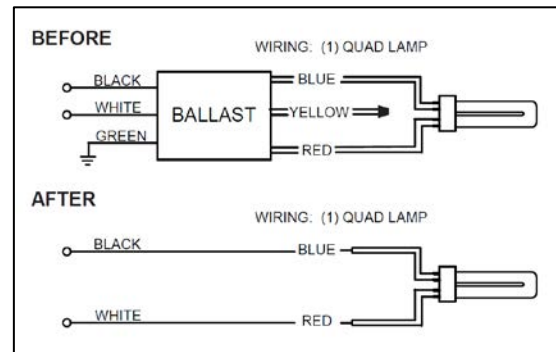 BEFORE
WIRING: (1) QUAD LAMP
BLACK
BLUE
WHITE
BALLAST
YELLOW
GREEN
RED
AFTER
WIRING: (1) QUAD LAMP
BLACK
BLUE
WHITE
RED